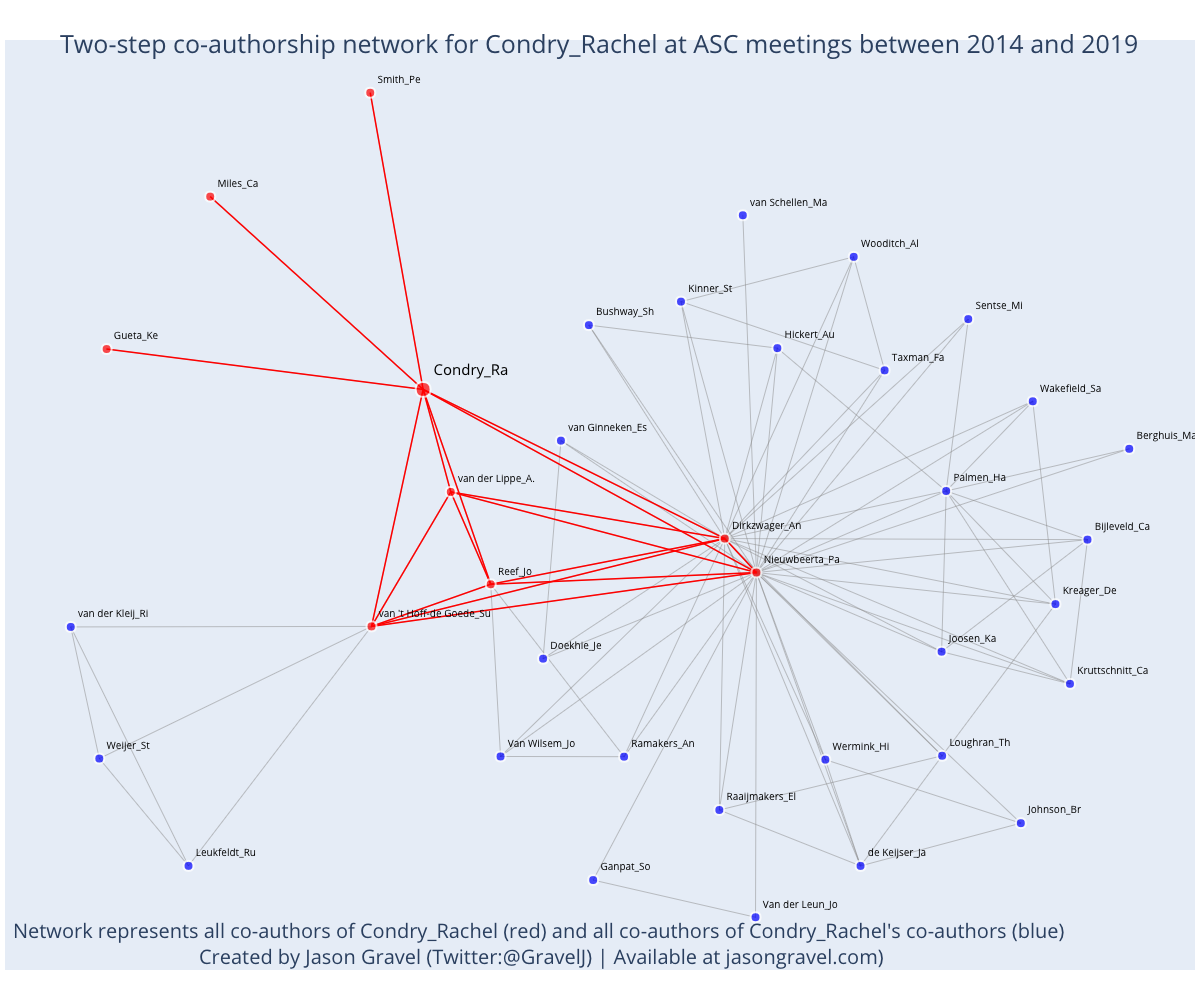 Two-step co-authorship network for Condry_Rachel at ASC meetings between 2014 and 2019
Smith_Pe
Miles_Ca
van Schellen_Ma
Wooditch_Al
Kinner_St
Sentse_Mi
Bushway_Sh
Hickert_Au
Gueta_Ke
Taxman_Fa
Condry_Ra
Wakefield_Sa
van Ginneken_Es
Berghuis_Ma
van der Lippe_A.
Palmen_Ha
Dirkzwager_An
Bijleveld_Ca
Nieuwbeerta_Pa
Reef_Jo
Kreager_De
van der Kleij_Ri
van 't Hoff-de Goede_Su
Joosen_Ka
Doekhie_Je
Kruttschnitt_Ca
Weijer_St
Van Wilsem_Jo
Ramakers_An
Wermink_Hi
Loughran_Th
Raaijmakers_El
Johnson_Br
Leukfeldt_Ru
de Keijser_Ja
Ganpat_So
Van der Leun_Jo
Network represents all co-authors of Condry_Rachel (red) and all co-authors of Condry_Rachel's co-authors (blue)
Created by Jason Gravel (Twitter:@GravelJ) | Available at jasongravel.com)